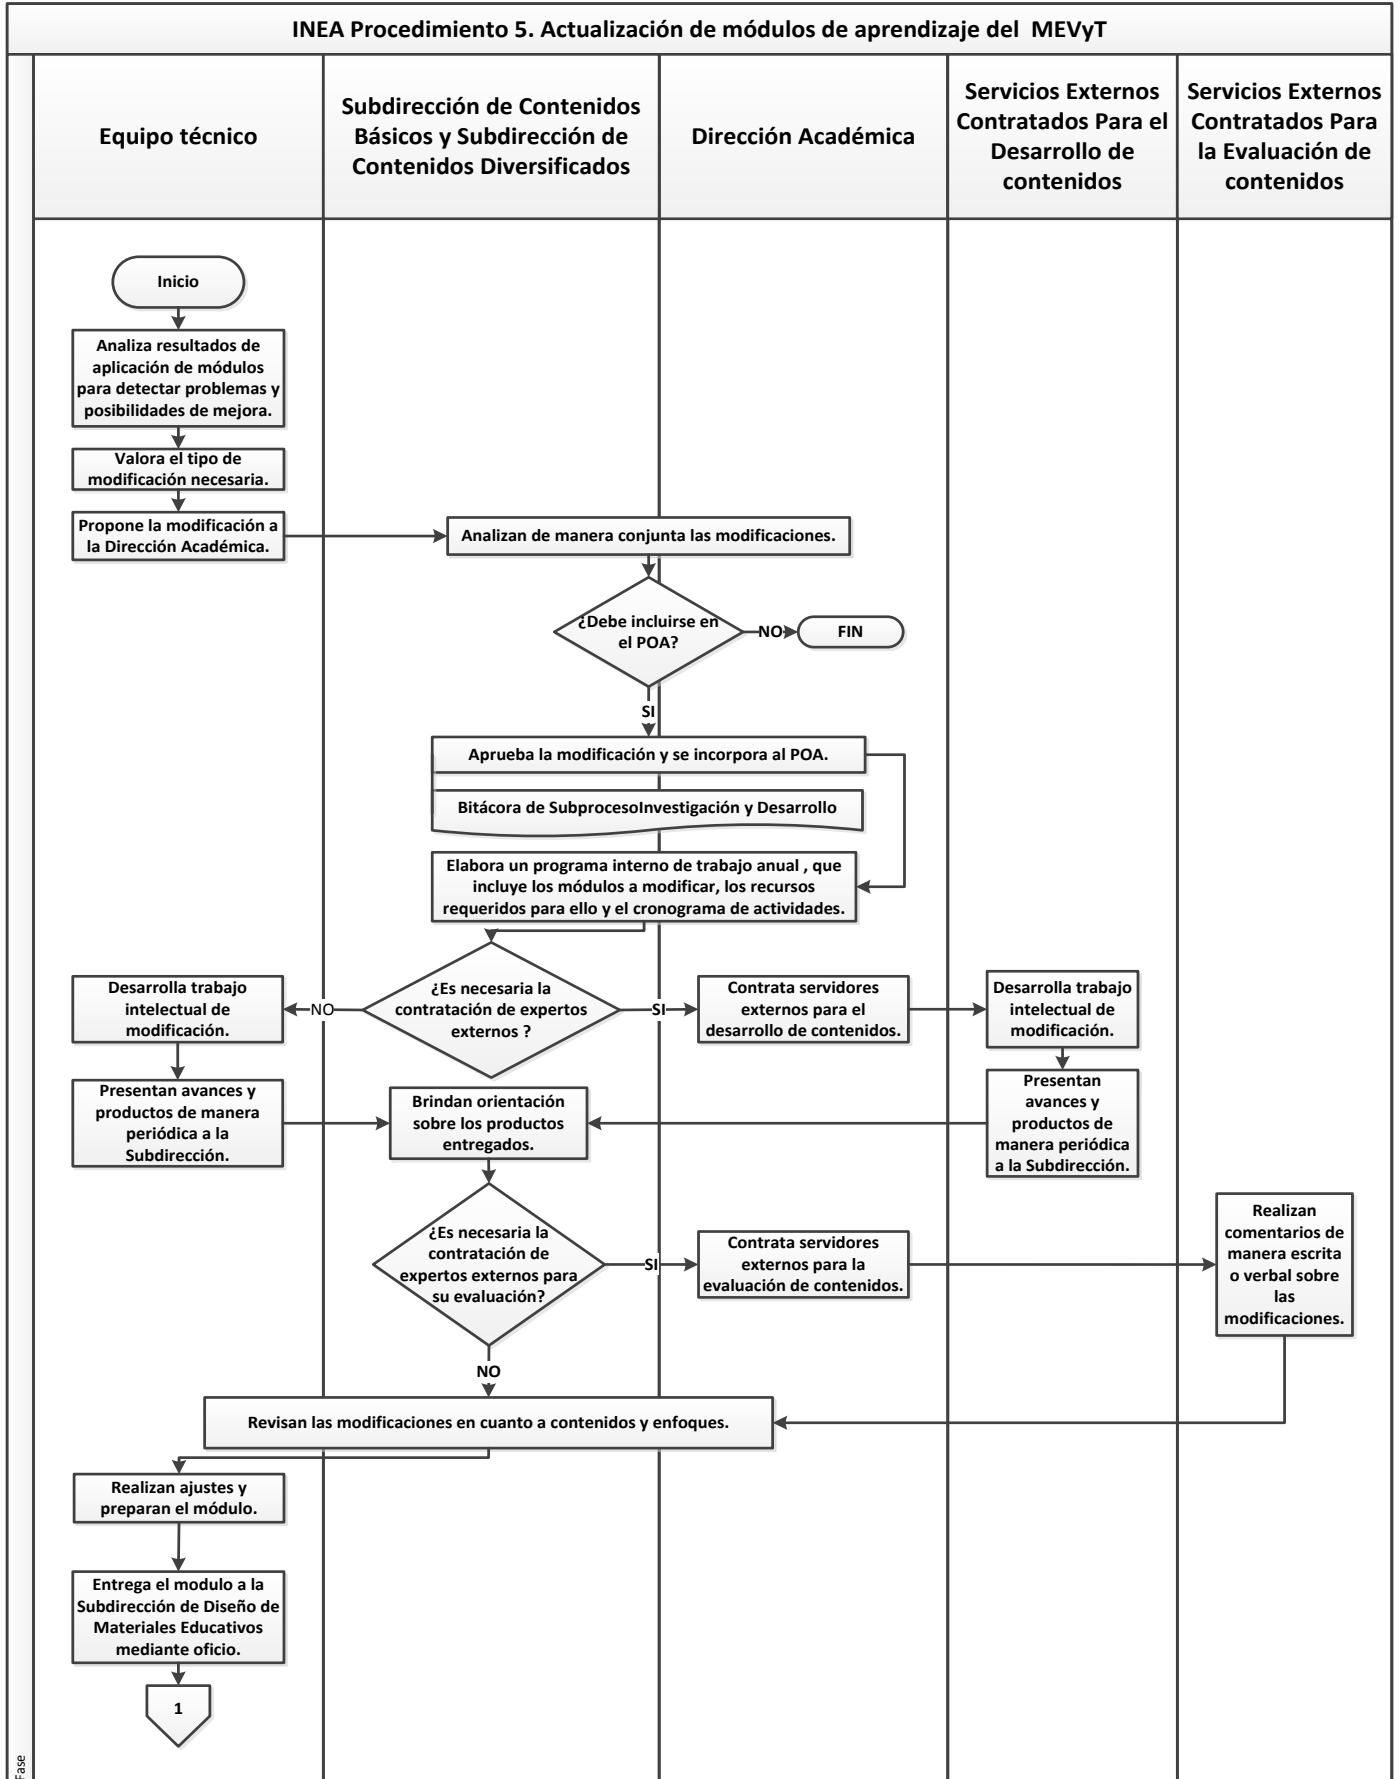 INEA Procedimiento 5. Actualización de módulos de aprendizaje del MEVyT
Equipo técnico
Subdirección de Contenidos
Básicos y Subdirección de
Contenidos Diversificados
Dirección Académica
Servicios Externos
Contratados Para el
Desarrollo de
contenidos
Servicios Externos
Contratados Para
la Evaluación de
contenidos
Inicio
Analiza resultados de
aplicación de módulos
para detectar problemas y
posibilidades de mejora.
Valora el tipo de
modificación necesaria.
Propone la modificación a
la Dirección Académica.
Analizan de manera conjunta las modificaciones.
¿Debe incluirse en
el POA?
NO
FIN
SI
Aprueba la modificación y se incorpora al POA.
Bitácora de SubprocesoInvestigación y Desarrollo
Elabora un programa interno de trabajo anual , que
incluye los módulos a modificar, los recursos
requeridos para ello y el cronograma de actividades.
¿Es necesaria la
contratación de expertos
externos ?
NO
SI
Desarrolla trabajo
intelectual de
modificación.
Contrata servidores
externos para el
desarrollo de contenidos.
Desarrolla trabajo
intelectual de
modificación.
Presentan avances y
productos de manera
periódica a la
Subdirección.
Brindan orientación
sobre los productos
entregados.
Presentan
avances y
productos de
manera periódica
a la Subdirección.
¿Es necesaria la
contratación de
expertos externos para
su evaluación?
SI
Contrata servidores
externos para la
evaluación de contenidos.
Realizan
comentarios de
manera escrita
o verbal sobre
las
modificaciones.
NO
Revisan las modificaciones en cuanto a contenidos y enfoques.
Realizan ajustes y
preparan el módulo.
Entrega el modulo a la
Subdirección de Diseño de
Materiales Educativos
mediante oficio.
1
Fase